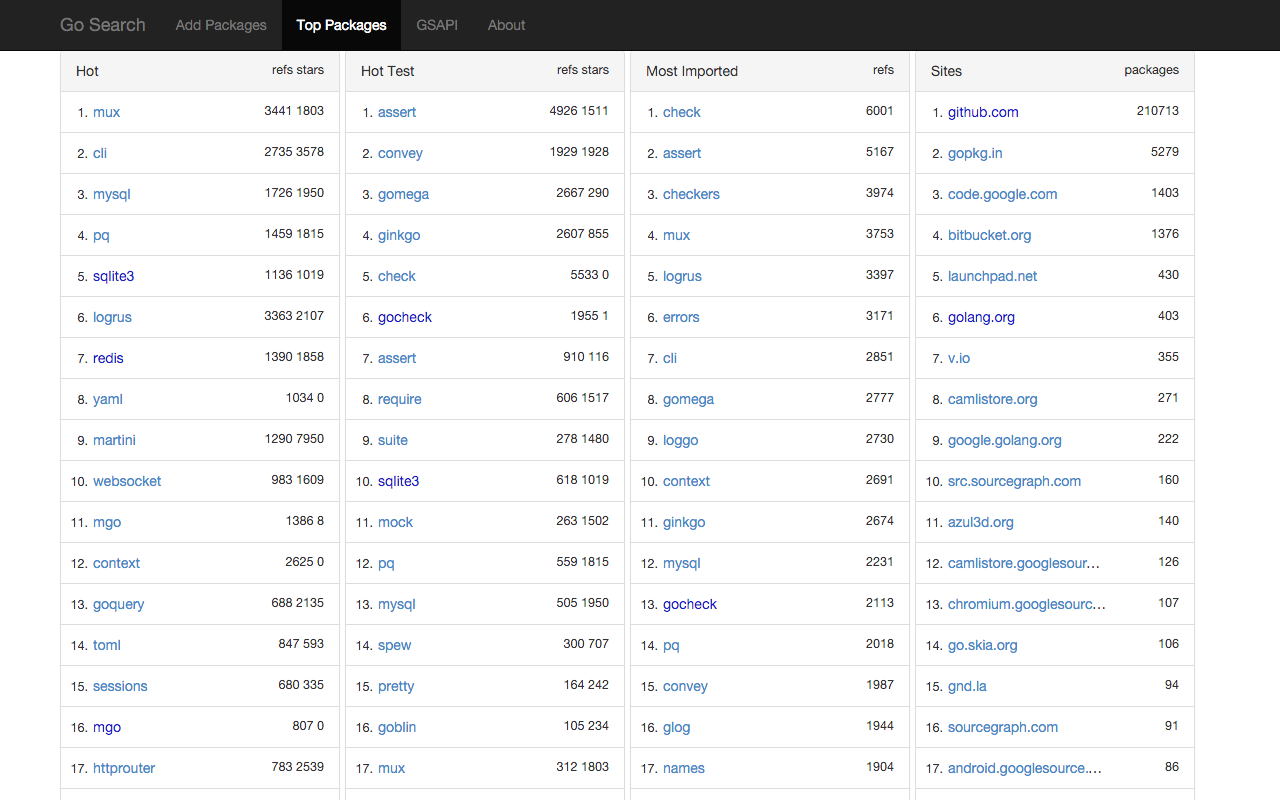 Go Search Add Packages Top Packages GSAPI About
Hot refs stars
1. mux 3441 1803
2. cli 2735 3578
3. mysql 1726 1950
4. pq 1459 1815
5. sqlite3 1136 1019
6. logrus 3363 2107
7. redis 1390 1858
8. yaml 1034 0
9. martini 1290 7950
10. websocket 983 1609
11. mgo 1386 8
12. context 2625 0
13. goquery 688 2135
14. toml 847 593
15. sessions 680 335
16. mgo 807 0
17. httprouter 783 2539
Hot Test refs stars
1. assert 4926 1511
2. convey 1929 1928
3. gomega 2667 290
4. ginkgo 2607 855
5. check 5533 0
6. gocheck 1955 1
7. assert 910 116
8. require 606 1517
9. suite 278 1480
10. sqlite3 618 1019
11. mock 263 1502
12. pq 559 1815
13. mysql 505 1950
14. spew 300 707
15. pretty 164 242
16. goblin 105 234
17. mux 312 1803
Most Imported refs
1. check 6001
2. assert 5167
3. checkers 3974
4. mux 3753
5. logrus 3397
6. errors 3171
7. cli 2851
8. gomega 2777
9. loggo 2730
10. context 2691
11. ginkgo 2674
12. mysql 2231
13. gocheck 2113
14. pq 2018
15. convey 1987
16. glog 1944
17. names 1904
Sites packages
1. github.com 210713
2. gopkg.in 5279
3. code.google.com 1403
4. bitbucket.org 1376
5. launchpad.net 430
6. golang.org 403
7. v.io 355
8. camlistore.org 271
9. google.golang.org 222
10. src.sourcegraph.com 160
11. azul3d.org 140
12. camlistore.googlesour... 126
13. chromium.googlesourc... 107
14. go.skia.org 106
15. gnd.la 94
16. sourcegraph.com 91
17. android.googlesource.... 86